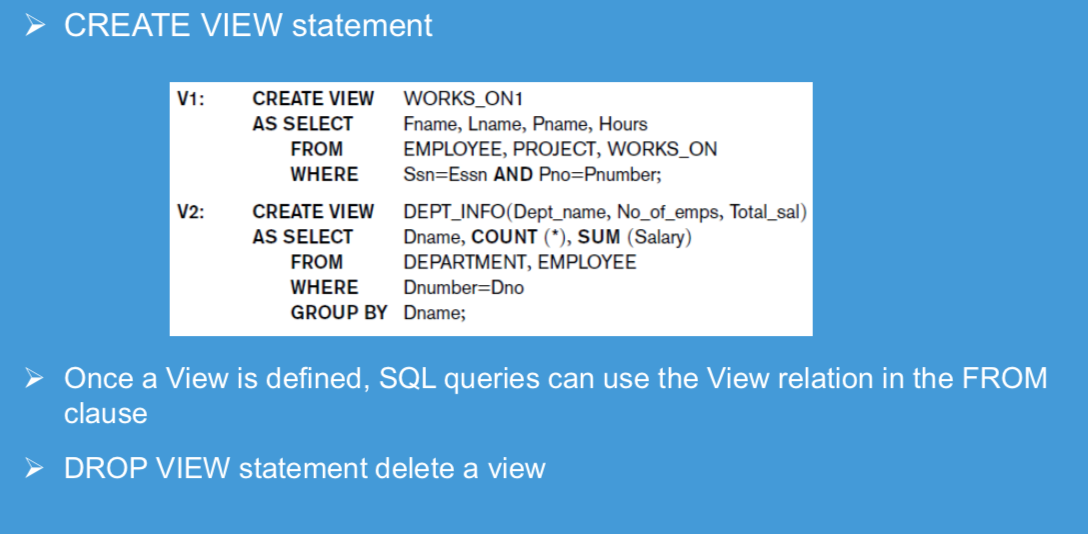 ➢ CREATE VIEW statement
V1: CREATE VIEW WORKS_ON1
AS SELECT Fname, Lname, Pname, Hours
FROM EMPLOYEE, PROJECT, WORKS_ON
WHERE Ssn=Essn AND Pno=Pnumber;
V2: CREATE VIEW DEPT_INFO(Dept_name, No_of_emps, Total_sal)
AS SELECT Dname, COUNT (*), SUM (Salary)
FROM DEPARTMENT, EMPLOYEE
WHERE Dnumber=Dno
GROUP BY Dname;
➢ Once a View is defined, SQL queries can use the View relation in the FROM
clause
➢ DROP VIEW statement delete a view